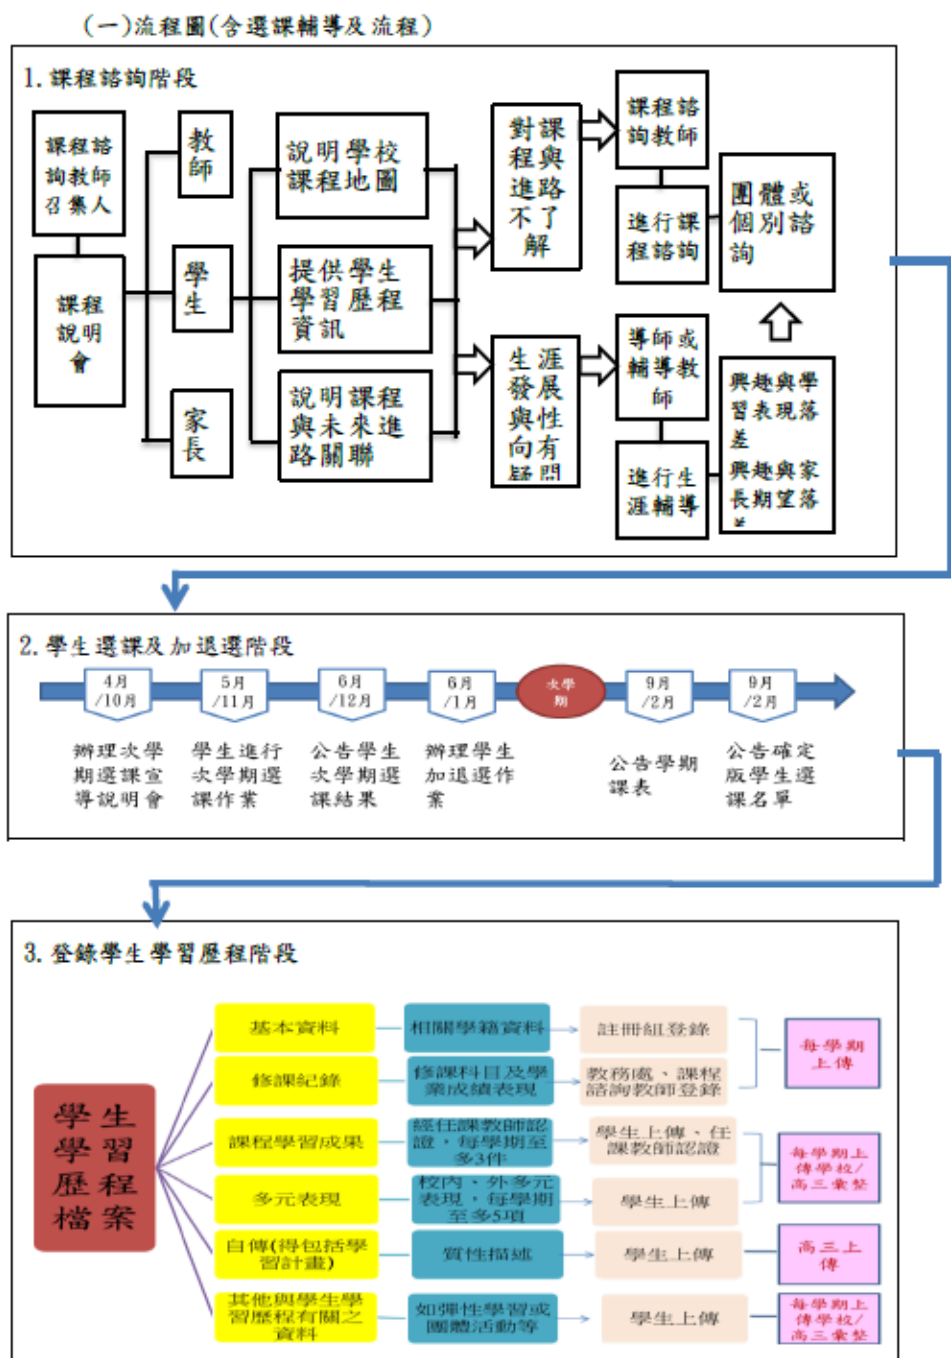 (一)流程圖(含選課輔導及流程)
1.課程諮詢階段
課程諮
詢教師
召集人
課程
說明
會
教
師
學
生
家
長
說明學校
課程地圖
提供學生
學習歷程
資訊
說明課程
與未來進
路關聯
對課
程與
進路
不了
解
生涯
發展
與性
向有
疑問
課程諮
詢教師
進行課
程諮詢
團體或
個別諮
詢
導師或
輔導教
師
進行生
涯輔導
興趣與學
習表現落
差
興趣與家
長期望落
差
2.學生選課及加退選階段
4月
/10月
5月
/11月
6月
/12月
6月
/1月
次學
期
9月
/2月
9月
/2月
辦理次學
期選課宣
導說明會
學生進行
次學期選
課作業
公告學生
次學期選
課結果
辦理學生
加退選作
業
公告學期
課表
公告確定
版學生選
課名單
3.登錄學生學習歷程階段
學生
學習
歷程
檔案
基本資料
相關學籍資料
註冊組登錄
修課紀錄
修課科目及學
業成績表現
教務處、課程
諮詢教師登錄
每學期
上傳
課程學習成果
經任課教師認
證，每學期至
多3件
學生上傳、任
課教師認證
多元表現
校內、外多元
表現，每學期
至多5項
學生上傳
每學期上
傳學校/
高三彙整
自傳(得包括學
習計畫)
質性描述
學生上傳
高三上
傳
其他與學生學
習歷程有關之
資料
如彈性學習或
團體活動等
學生上傳
每學期上
傳學校/
高三彙整